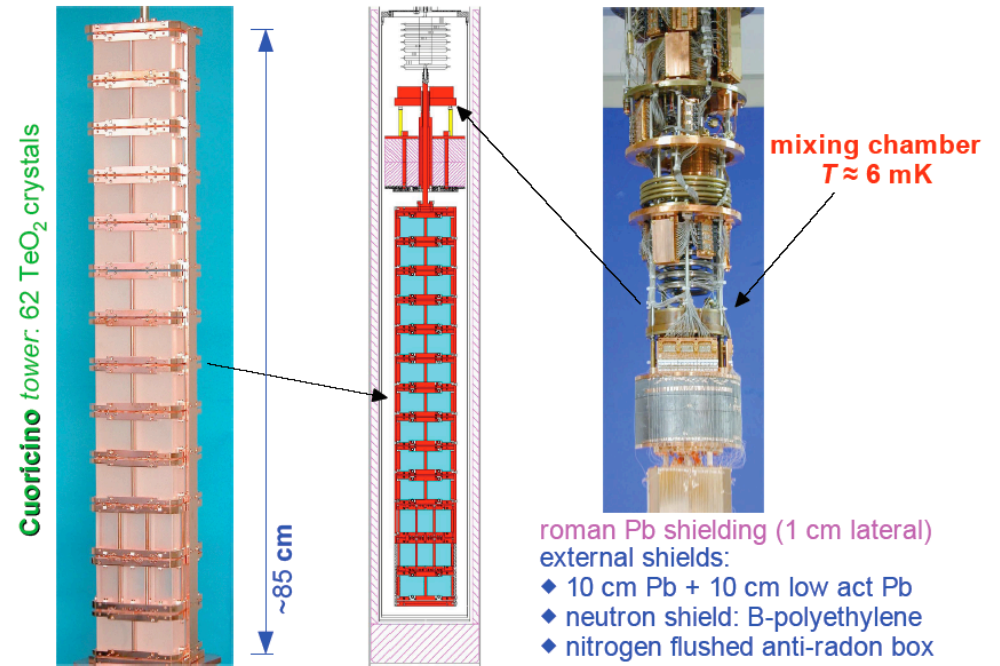 Cuoricino tower: 62 TeO₂ crystals
~85 cm
mixing chamber
T ≈ 6 mK
roman Pb shielding (1 cm lateral)
external shields:
◆ 10 cm Pb + 10 cm low act Pb
◆ neutron shield: B-polyethylene
◆ nitrogen flushed anti-radon box